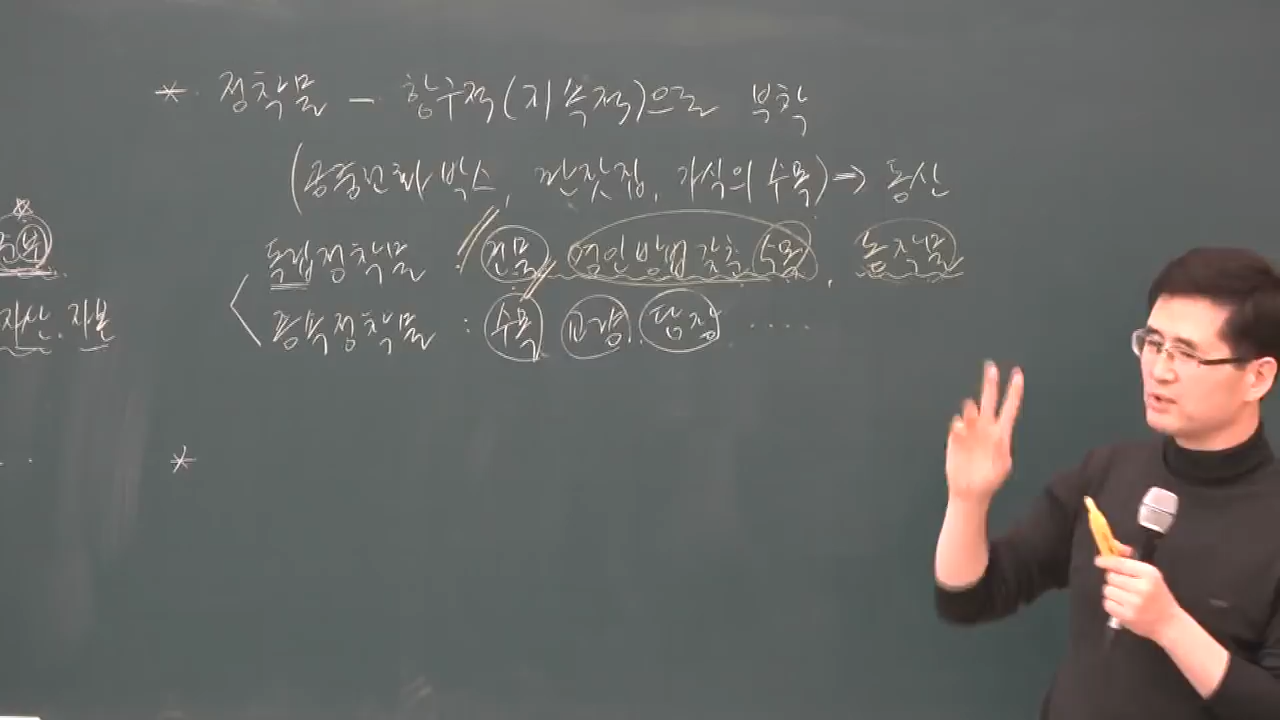 * 정착물 - 항구적(지속적)으로 부착
(공중전화박스, 판잣집, 가식의 수목) → 동산
독립정착물 : 건물, 명인방법 갖춘 수목, 농작물
종속정착물 : 수목, 교량, 담장 ....
자산. 자본
*